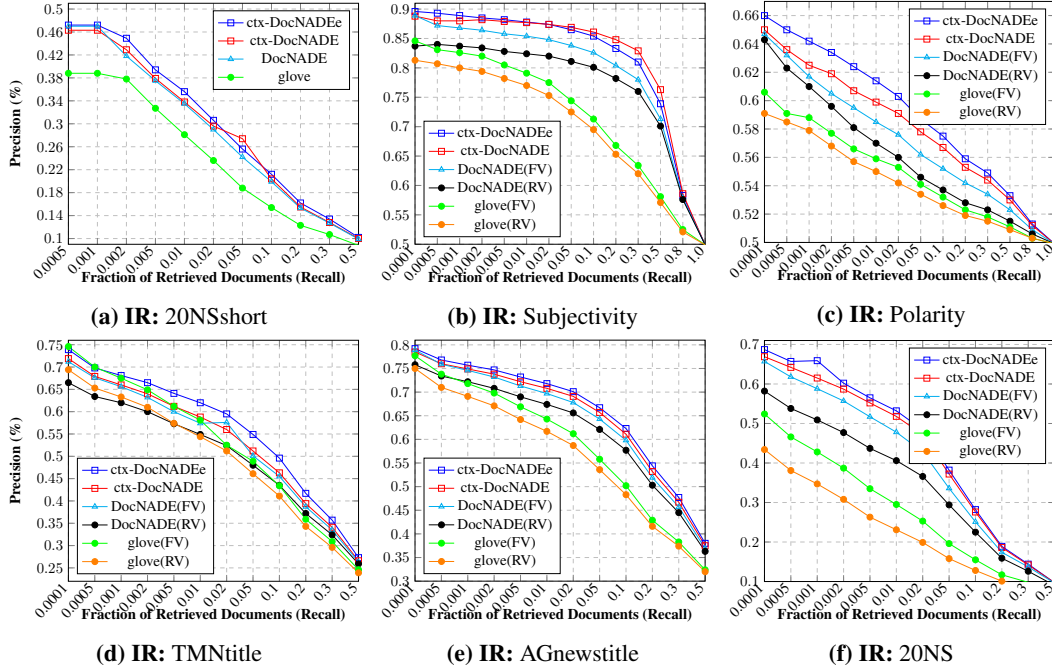 Precision (%)
0.5
0.46
0.42
0.38
0.34
0.3
0.26
0.22
0.18
0.14
0.1
ctx-DocNADEe
ctx-DocNADE
DocNADE
glove
0.0005 0.001 0.002 0.005 0.01 0.02 0.05 0.1 0.2 0.3 0.5
Fraction of Retrieved Documents (Recall)
(a) IR: 20NSshort
0.9
0.8
0.7
0.6
0.5
ctx-DocNADEe
ctx-DocNADE
DocNADE(FV)
DocNADE(RV)
glove(FV)
glove(RV)
0.0001 0.0005 0.001 0.002 0.005 0.01 0.02 0.05 0.1 0.2 0.3 0.5 0.8 1.0
Fraction of Retrieved Documents (Recall)
(b) IR: Subjectivity
0.66
0.64
0.62
0.6
0.58
0.56
0.54
0.52
0.5
ctx-DocNADEe
ctx-DocNADE
DocNADE(FV)
DocNADE(RV)
glove(FV)
glove(RV)
0.0001 0.0005 0.001 0.002 0.005 0.01 0.02 0.05 0.1 0.2 0.3 0.5 0.8 1.0
Fraction of Retrieved Documents (Recall)
(c) IR: Polarity
Precision (%)
0.75
0.7
0.65
0.6
0.55
0.5
0.45
0.4
0.35
0.3
0.25
ctx-DocNADEe
ctx-DocNADE
DocNADE(FV)
DocNADE(RV)
glove(FV)
glove(RV)
0.0001 0.0005 0.001 0.002 0.005 0.01 0.02 0.05 0.1 0.2 0.3 0.5
Fraction of Retrieved Documents (Recall)
(d) IR: TMNtitle
0.8
0.75
0.7
0.65
0.6
0.55
0.5
0.45
0.4
0.35
0.3
ctx-DocNADEe
ctx-DocNADE
DocNADE(FV)
DocNADE(RV)
glove(FV)
glove(RV)
0.0001 0.0005 0.001 0.002 0.005 0.01 0.02 0.05 0.1 0.2 0.3 0.5
Fraction of Retrieved Documents (Recall)
(e) IR: AGnewstitle
0.7
0.6
0.5
0.4
0.3
0.2
0.1
ctx-DocNADEe
ctx-DocNADE
DocNADE(FV)
DocNADE(RV)
glove(FV)
glove(RV)
0.0001 0.0005 0.001 0.002 0.005 0.01 0.02 0.05 0.1 0.2 0.3 0.5
Fraction of Retrieved Documents (Recall)
(f) IR: 20NS